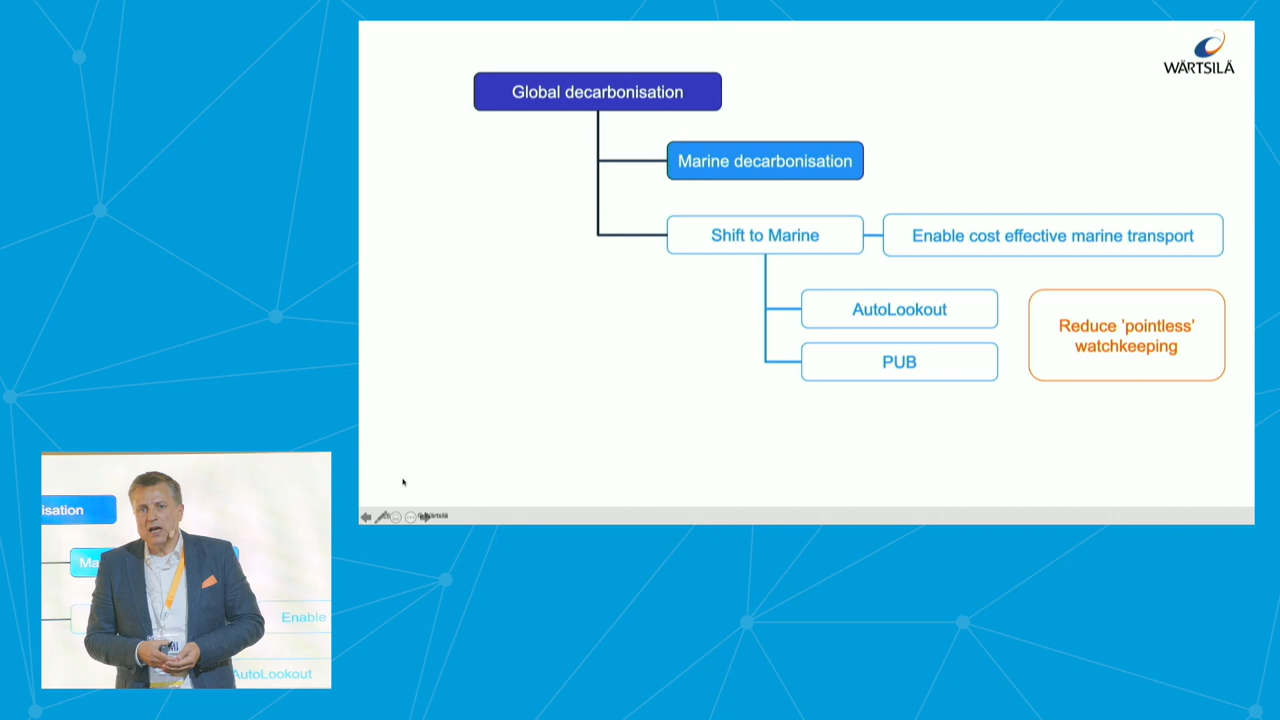 WÄRTSILÄ
Global decarbonisation
Marine decarbonisation
Shift to Marine
Enable cost effective marine transport
AutoLookout
Reduce 'pointless'
watchkeeping
PUB
isation
Ma
Enable
AutoLookout